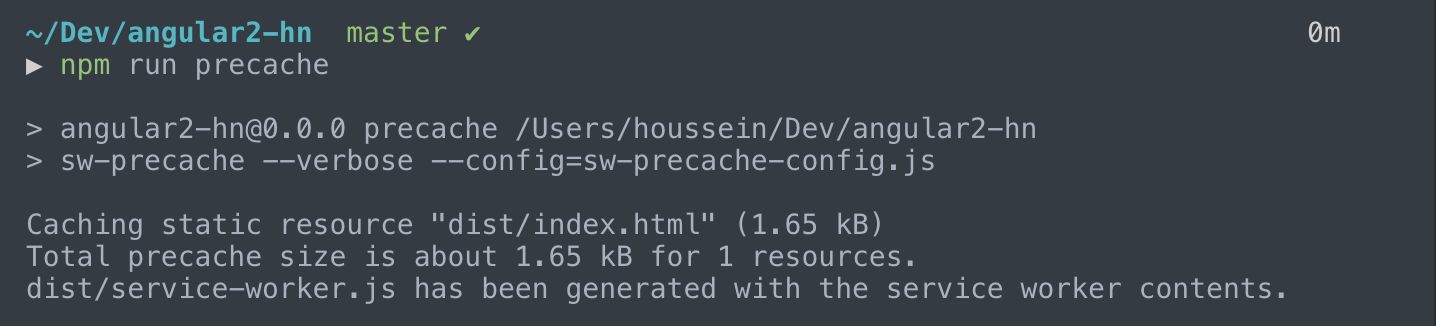 ~/Dev/angular2-hn master ✔ 0m
▶ npm run precache
> angular2-hn@0.0.0 precache /Users/houssein/Dev/angular2-hn
> sw-precache --verbose --config=sw-precache-config.js
Caching static resource "dist/index.html" (1.65 kB)
Total precache size is about 1.65 kB for 1 resources.
dist/service-worker.js has been generated with the service worker contents.